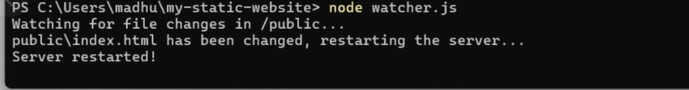 PS C:\Users\madhu\my-static-website> node watcher.js
Watching for file changes in /public...
public\index.html has been changed, restarting the server...
Server restarted!